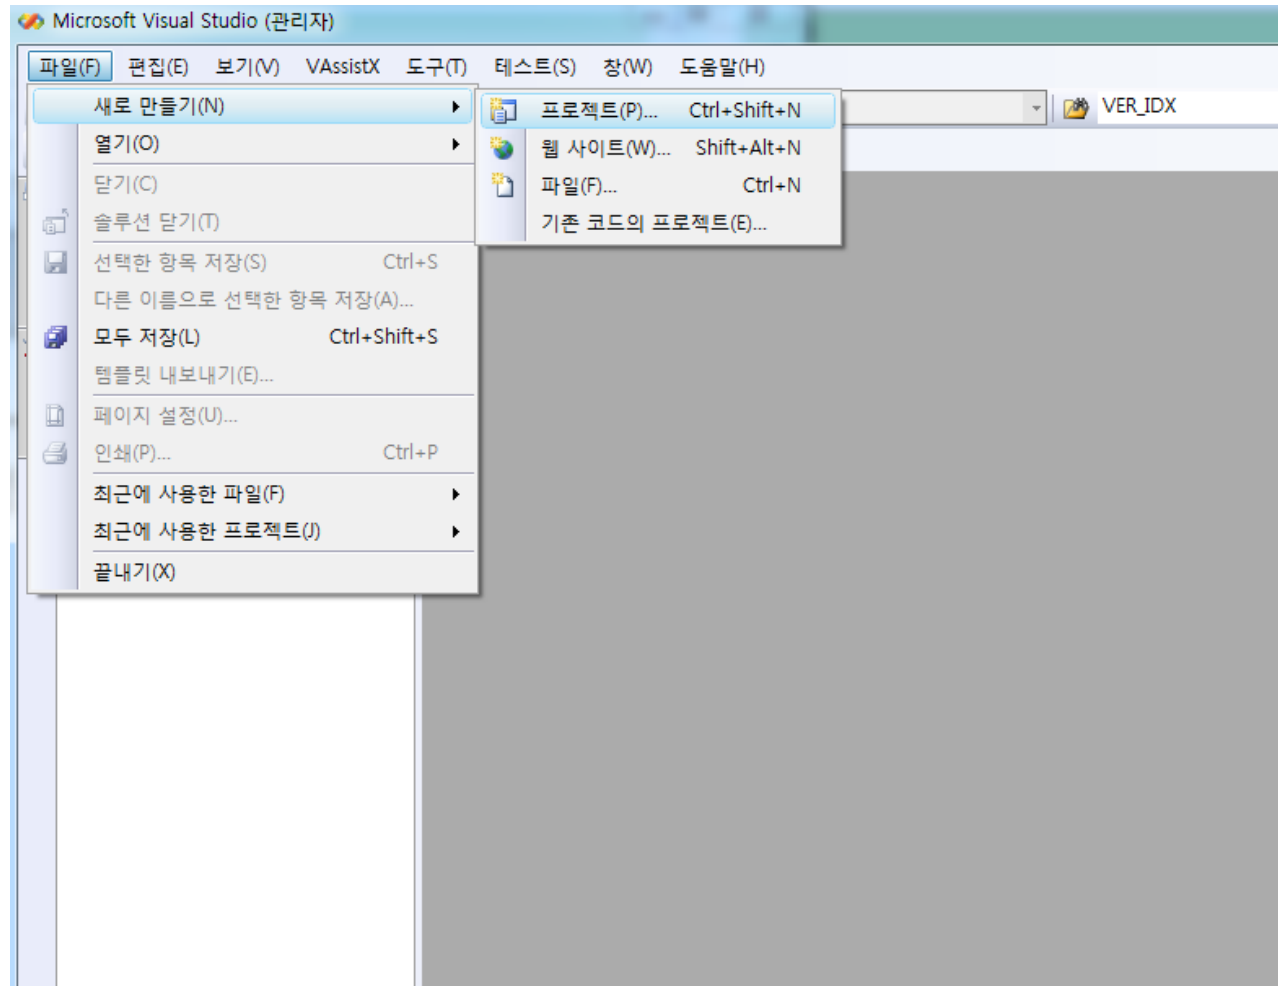 Microsoft Visual Studio (관리자)
파일(F) 편집(E) 보기(V) VAssistX 도구(T) 테스트(S) 창(W) 도움말(H)
새로 만들기(N)
열기(O)
닫기(C)
솔루션 닫기(T)
선택한 항목 저장(S) Ctrl+S
다른 이름으로 선택한 항목 저장(A)...
모두 저장(L) Ctrl+Shift+S
템플릿 내보내기(E)...
페이지 설정(U)...
인쇄(P)... Ctrl+P
최근에 사용한 파일(F)
최근에 사용한 프로젝트(J)
끝내기(X)
프로젝트(P)... Ctrl+Shift+N
웹 사이트(W)... Shift+Alt+N
파일(F)... Ctrl+N
기존 코드의 프로젝트(E)...
VER_IDX